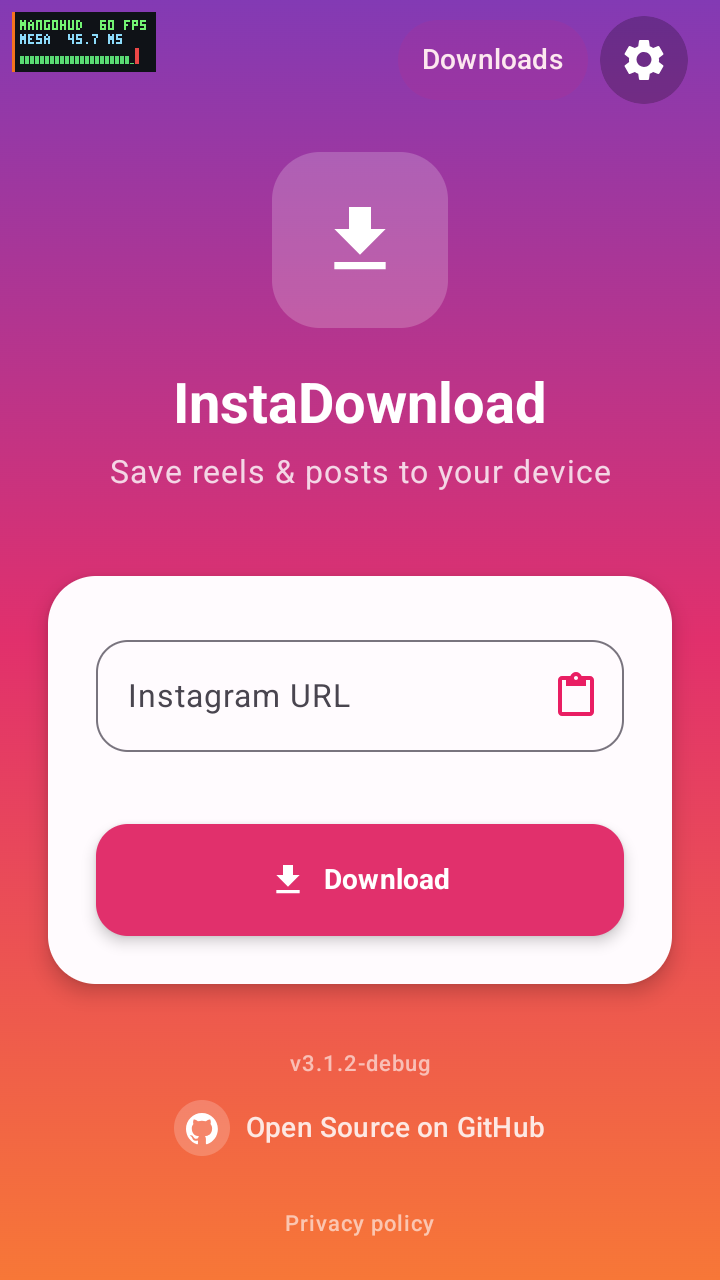 MANGOHUD 60 FPS
MESA 45.7 MS
Downloads
InstaDownload
Save reels & posts to your device
Instagram URL
Download
v3.1.2-debug
Open Source on GitHub
Privacy policy